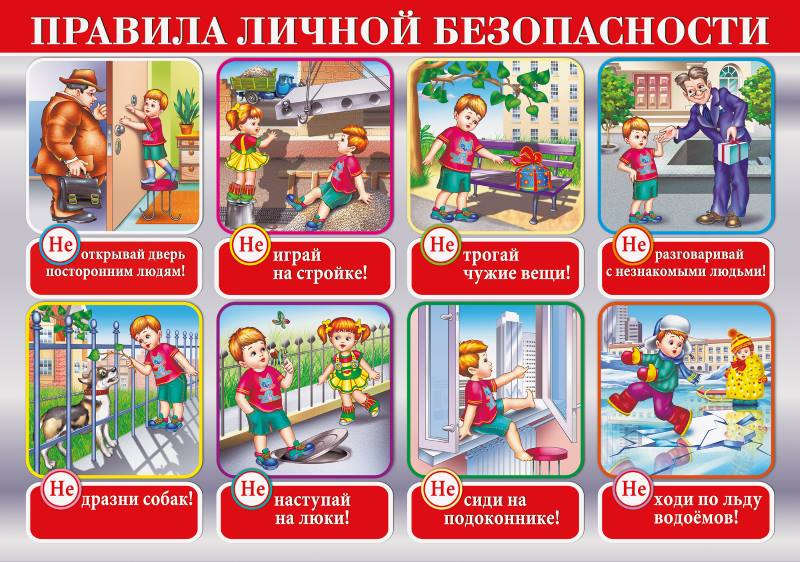 ПРАВИЛА ЛИЧНОЙ БЕЗОПАСНОСТИ
Не открывай дверь
посторонним людям!
Не играй
на стройке!
Не трогай
чужие вещи!
Не разговаривай
с незнакомыми людьми!
Не дразни собак!
Не наступай
на люки!
Не сиди на
подоконнике!
Не ходи по льду
водоёмов!